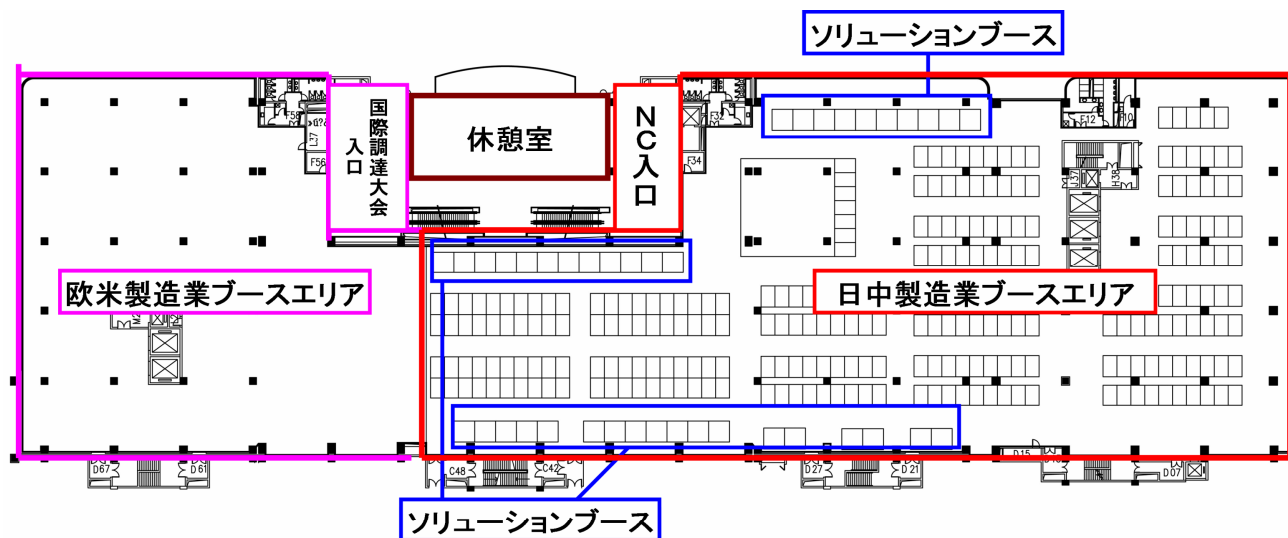 ソリューションブース
国際調達大会
入口
休憩室
NC入口
F58
L37
F56
F32
F34
F12
F10
J37
H38
欧米製造業ブースエリア
日中製造業ブースエリア
D67
D61
C48
C42
D27
D21
D15
D07
ソリューションブース